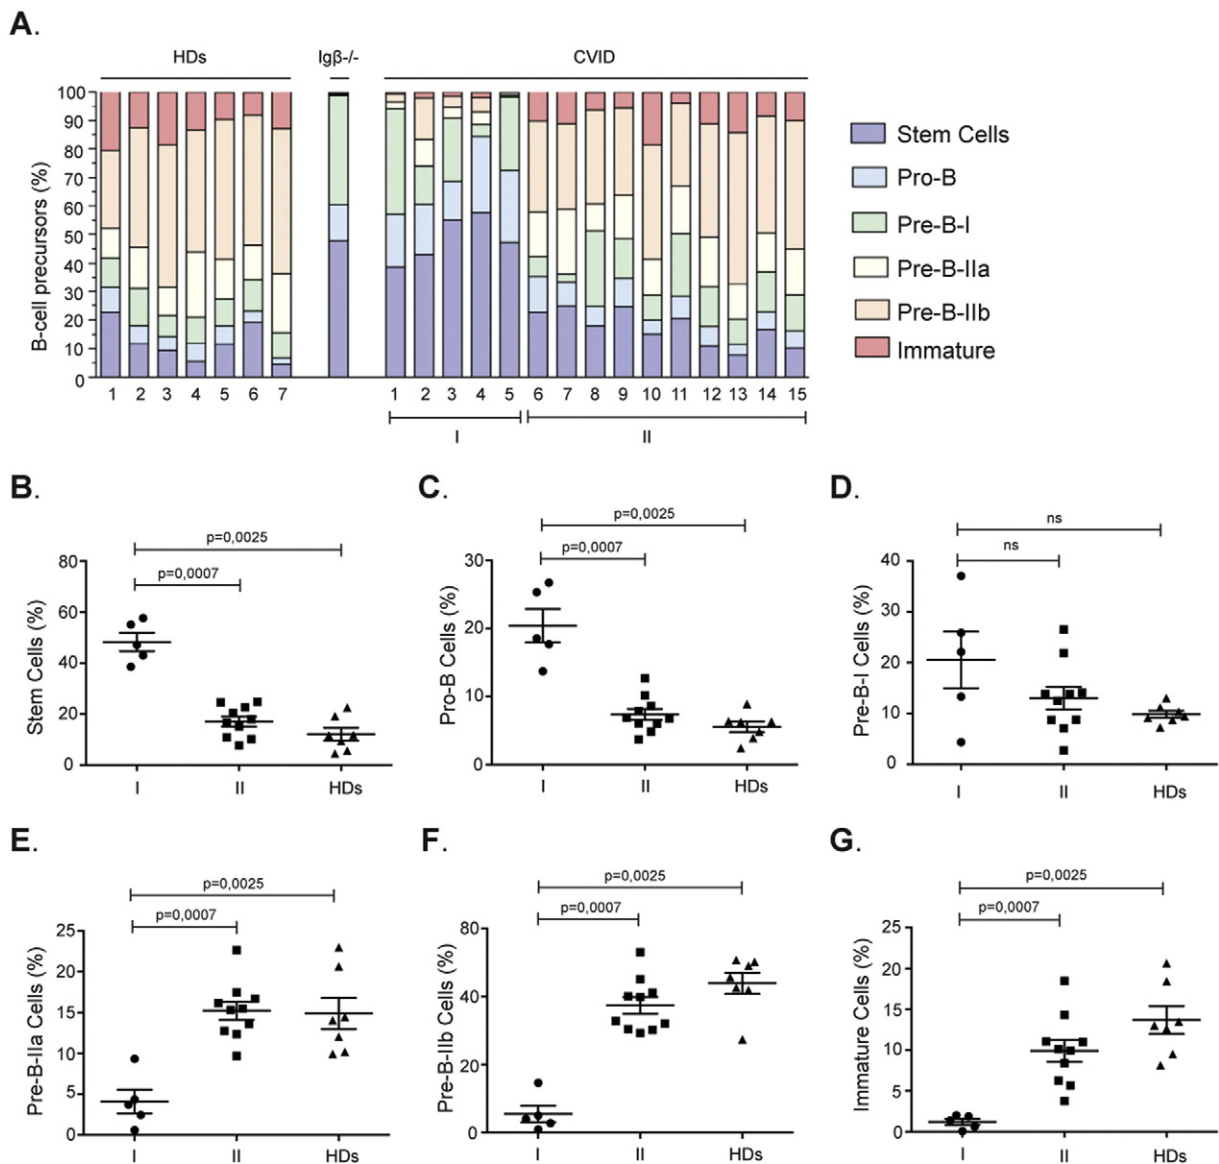 A.
HDs Igβ-/- CVID
B-cell precursors (%)
100
90
80
70
60
50
40
30
20
10
0
1 2 3 4 5 6 7 1 2 3 4 5 6 7 8 9 10 11 12 13 14 15
I II
Stem Cells
Pro-B
Pre-B-I
Pre-B-IIa
Pre-B-IIb
Immature
B.
p=0,0025
p=0,0007
Stem Cells (%)
80
60
40
20
0
I II HDs
C.
p=0,0025
p=0,0007
Pro-B Cells (%)
30
20
10
0
I II HDs
D.
ns
ns
Pre-B-I Cells (%)
40
30
20
10
0
I II HDs
E.
p=0,0025
p=0,0007
Pre-B-IIa Cells (%)
25
20
15
10
5
0
I II HDs
F.
p=0,0025
p=0,0007
Pre-B-IIb Cells (%)
80
40
20
0
I II HDs
G.
p=0,0025
p=0,0007
Immature Cells (%)
25
20
15
10
5
0
I II HDs